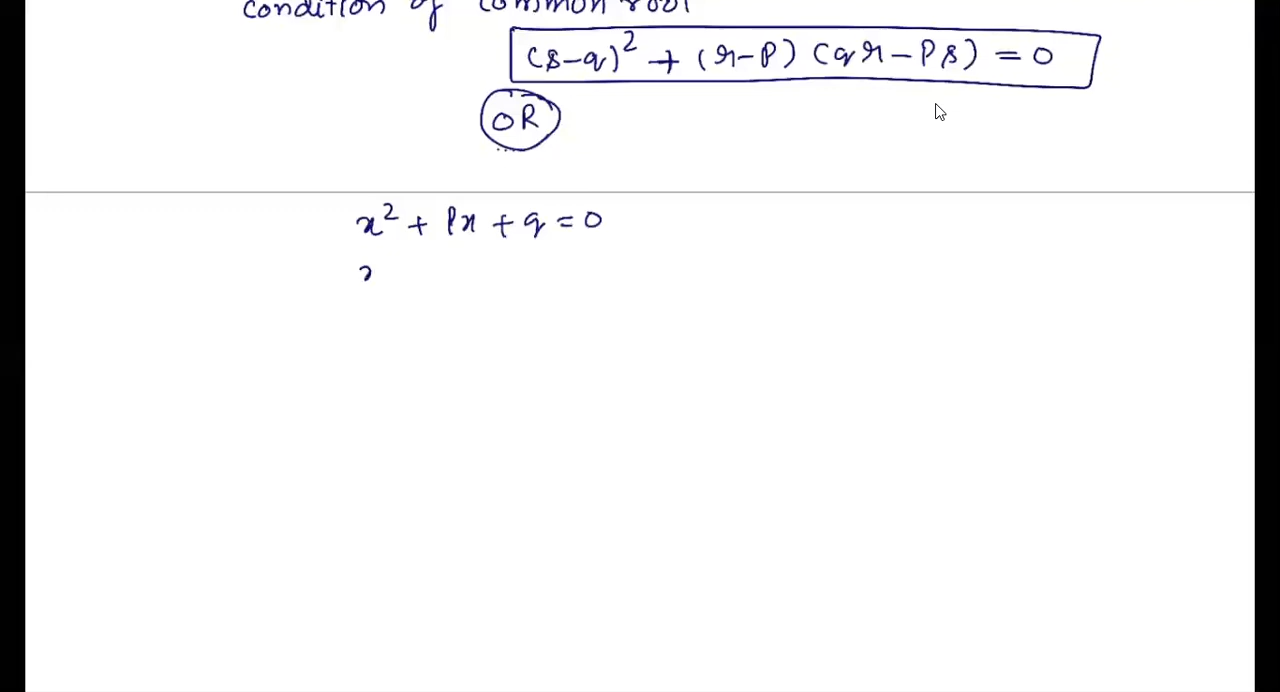 condition of common root
(s-q)² + (r-p) (qr-ps) = 0
OR
x² + px + q = 0
x